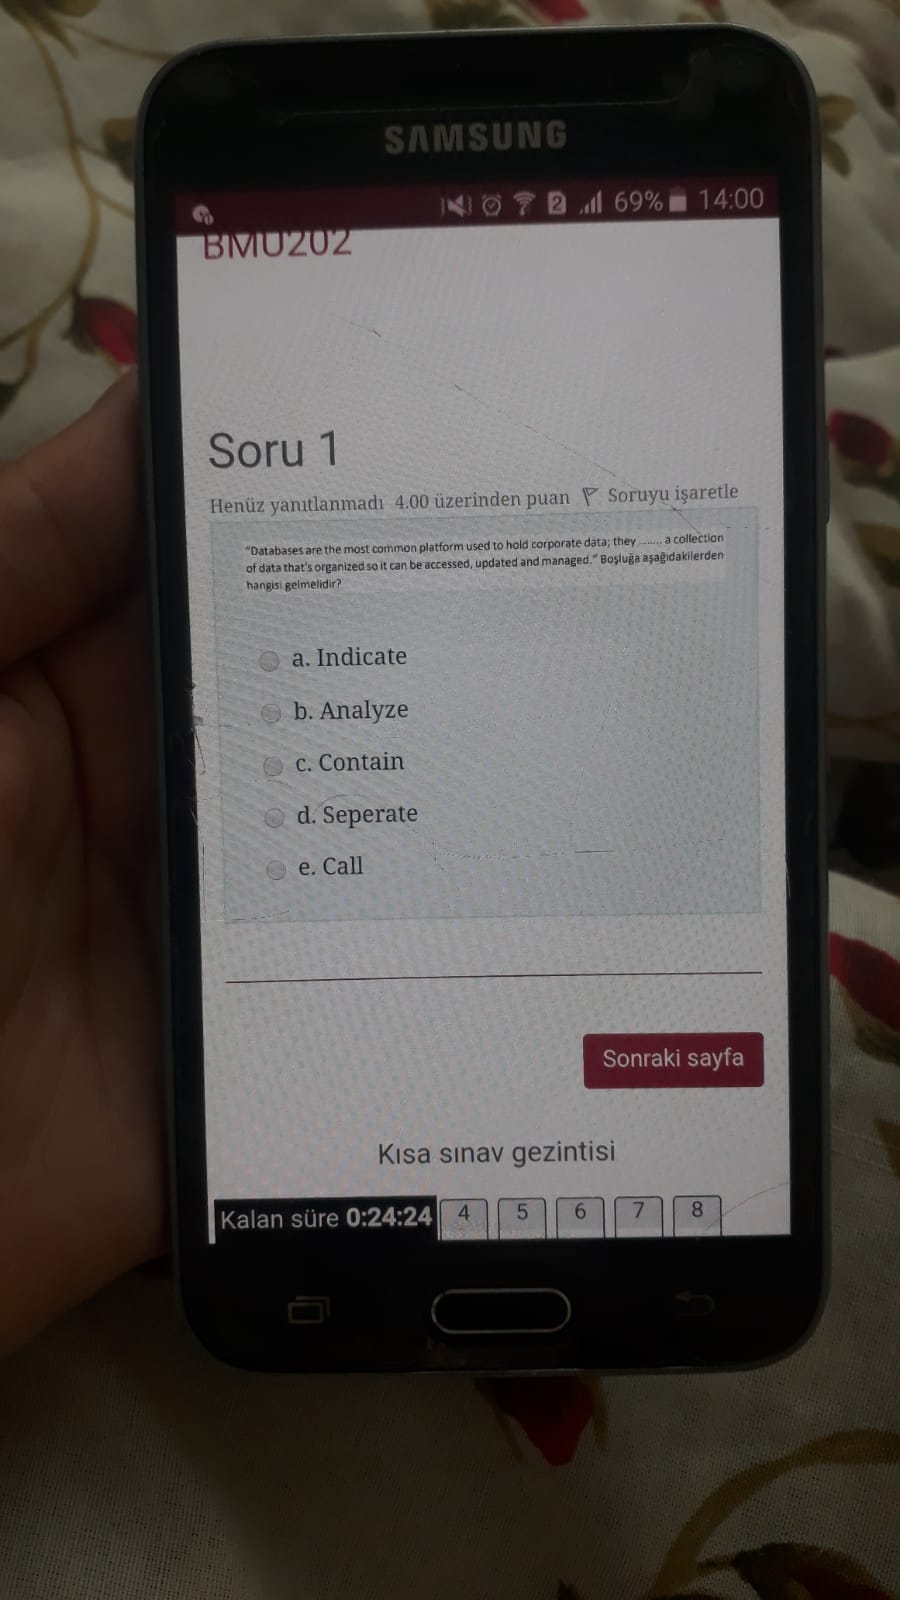 SAMSUNG
2 69% 14:00
BMU202
Soru 1
Henüz yanıtlanmadı 4.00 üzerinden puan Soruyu işaretle
"Databases are the most common platform used to hold corporate data; they ........ a collection
of data that's organized so it can be accessed, updated and managed." Boşluğa aşağıdakilerden
hangisi gelmelidir?
a. Indicate
b. Analyze
c. Contain
d. Seperate
e. Call
Sonraki sayfa
Kısa sınav gezintisi
Kalan süre 0:24:24 4 5 6 7 8